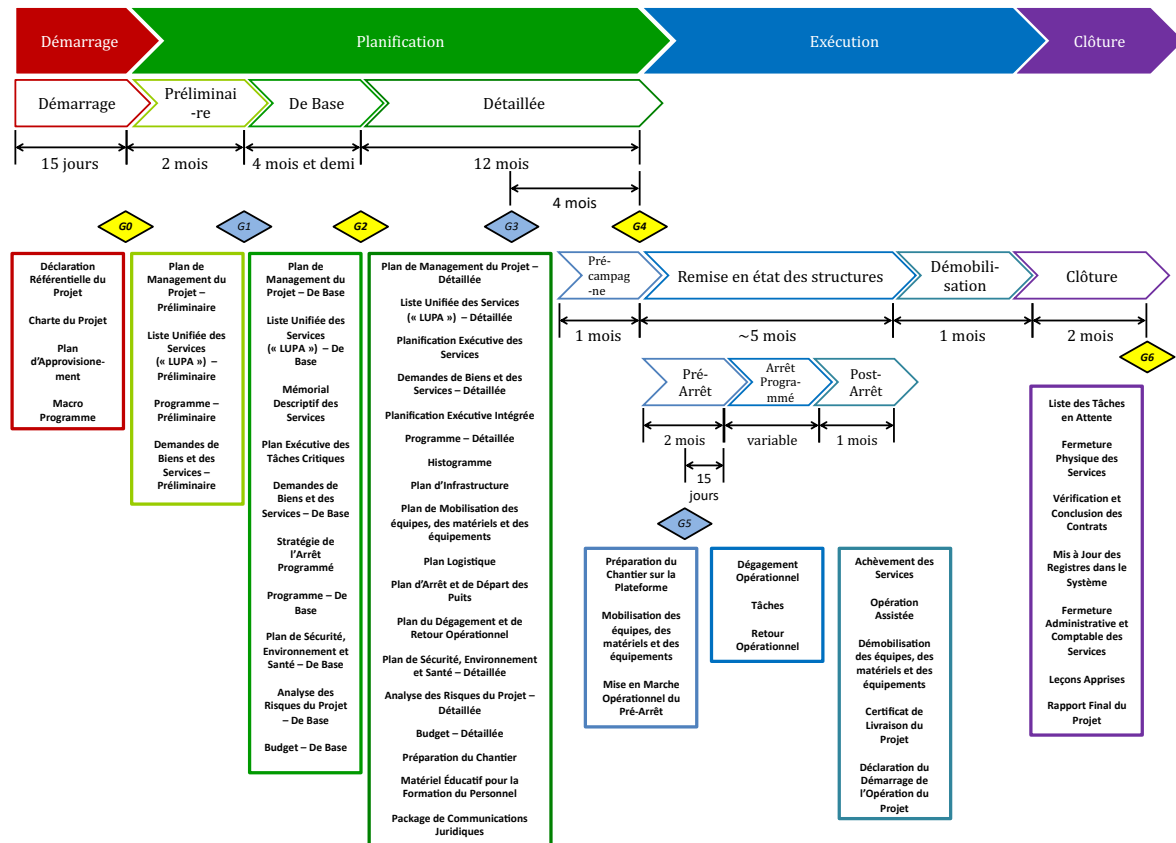 Démarrage
Planification
Exécution
Clôture
Démarrage
Préliminai
-re
De Base
Détaillée
15 jours
2 mois
4 mois et demi
12 mois
4 mois
G0
G1
G2
G3
G4
Déclaration
Référentielle du
Projet
Charte du Projet
Plan
d'Approvisione-
ment
Macro
Programme
Plan de
Management du
Projet –
Préliminaire
Liste Unifiée des
Services
(« LUPA ») –
Préliminaire
Programme –
Préliminaire
Demandes de
Biens et des
Services –
Préliminaire
Plan de
Management du
Projet – De Base
Liste Unifiée des
Services
(« LUPA ») – De
Base
Mémorial
Descriptif des
Services
Plan Exécutive des
Tâches Critiques
Demandes de
Biens et des
Services – De Base
Stratégie de
l'Arrêt
Programmé
Programme – De
Base
Plan de Sécurité,
Environnement et
Santé – De Base
Analyse des
Risques du Projet
– De Base
Budget – De Base
Plan de Management du Projet –
Détaillée
Liste Unifiée des Services
(« LUPA ») – Détaillée
Planification Exécutive des
Services
Demandes de Biens et des
Services – Détaillée
Planification Exécutive Intégrée
Programme – Détaillée
Histogramme
Plan d'Infrastructure
Plan de Mobilisation des
équipes, des matériels et des
équipements
Plan Logistique
Plan d'Arrêt et de Départ des
Puits
Plan du Dégagement et de
Retour Opérationnel
Plan de Sécurité, Environnement
et Santé – Détaillée
Analyse des Risques du Projet –
Détaillée
Budget – Détaillée
Préparation du Chantier
Matériel Éducatif pour la
Formation du Personnel
Package de Communications
Juridiques
Pré-
campag
-ne
Remise en état des structures
Démobili-
sation
Clôture
1 mois
~5 mois
1 mois
2 mois
G6
Pré-
Arrêt
Arrêt
Progra-
mmé
Post-
Arrêt
2 mois
variable
1 mois
15
jours
G5
Préparation du
Chantier sur la
Plateforme
Mobilisation des
équipes, des
matériels et des
équipements
Mise en Marche
Opérationnel du
Pré-Arrêt
Dégagement
Opérationnel
Tâches
Retour
Opérationnel
Achèvement des
Services
Opération
Assistée
Démobilisation
des équipes, des
matériels et des
équipements
Certificat de
Livraison du
Projet
Déclaration du
Démarrage de
l'Opération du
Projet
Liste des Tâches
en Attente
Fermeture
Physique des
Services
Vérification et
Conclusion des
Contrats
Mis à Jour des
Registres dans le
Système
Fermeture
Administrative et
Comptable des
Services
Leçons Apprises
Rapport Final du
Projet